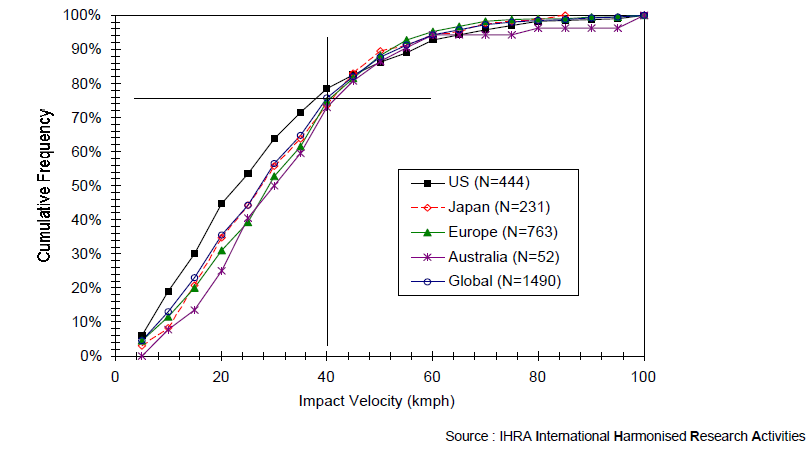 100%
90%
80%
70%
60%
50%
40%
30%
20%
10%
0%
Cumulative Frequency
US (N=444)
Japan (N=231)
Europe (N=763)
Australia (N=52)
Global (N=1490)
0 20 40 60 80 100
Impact Velocity (kmph)
Source : IHRA International Harmonised Research Activities